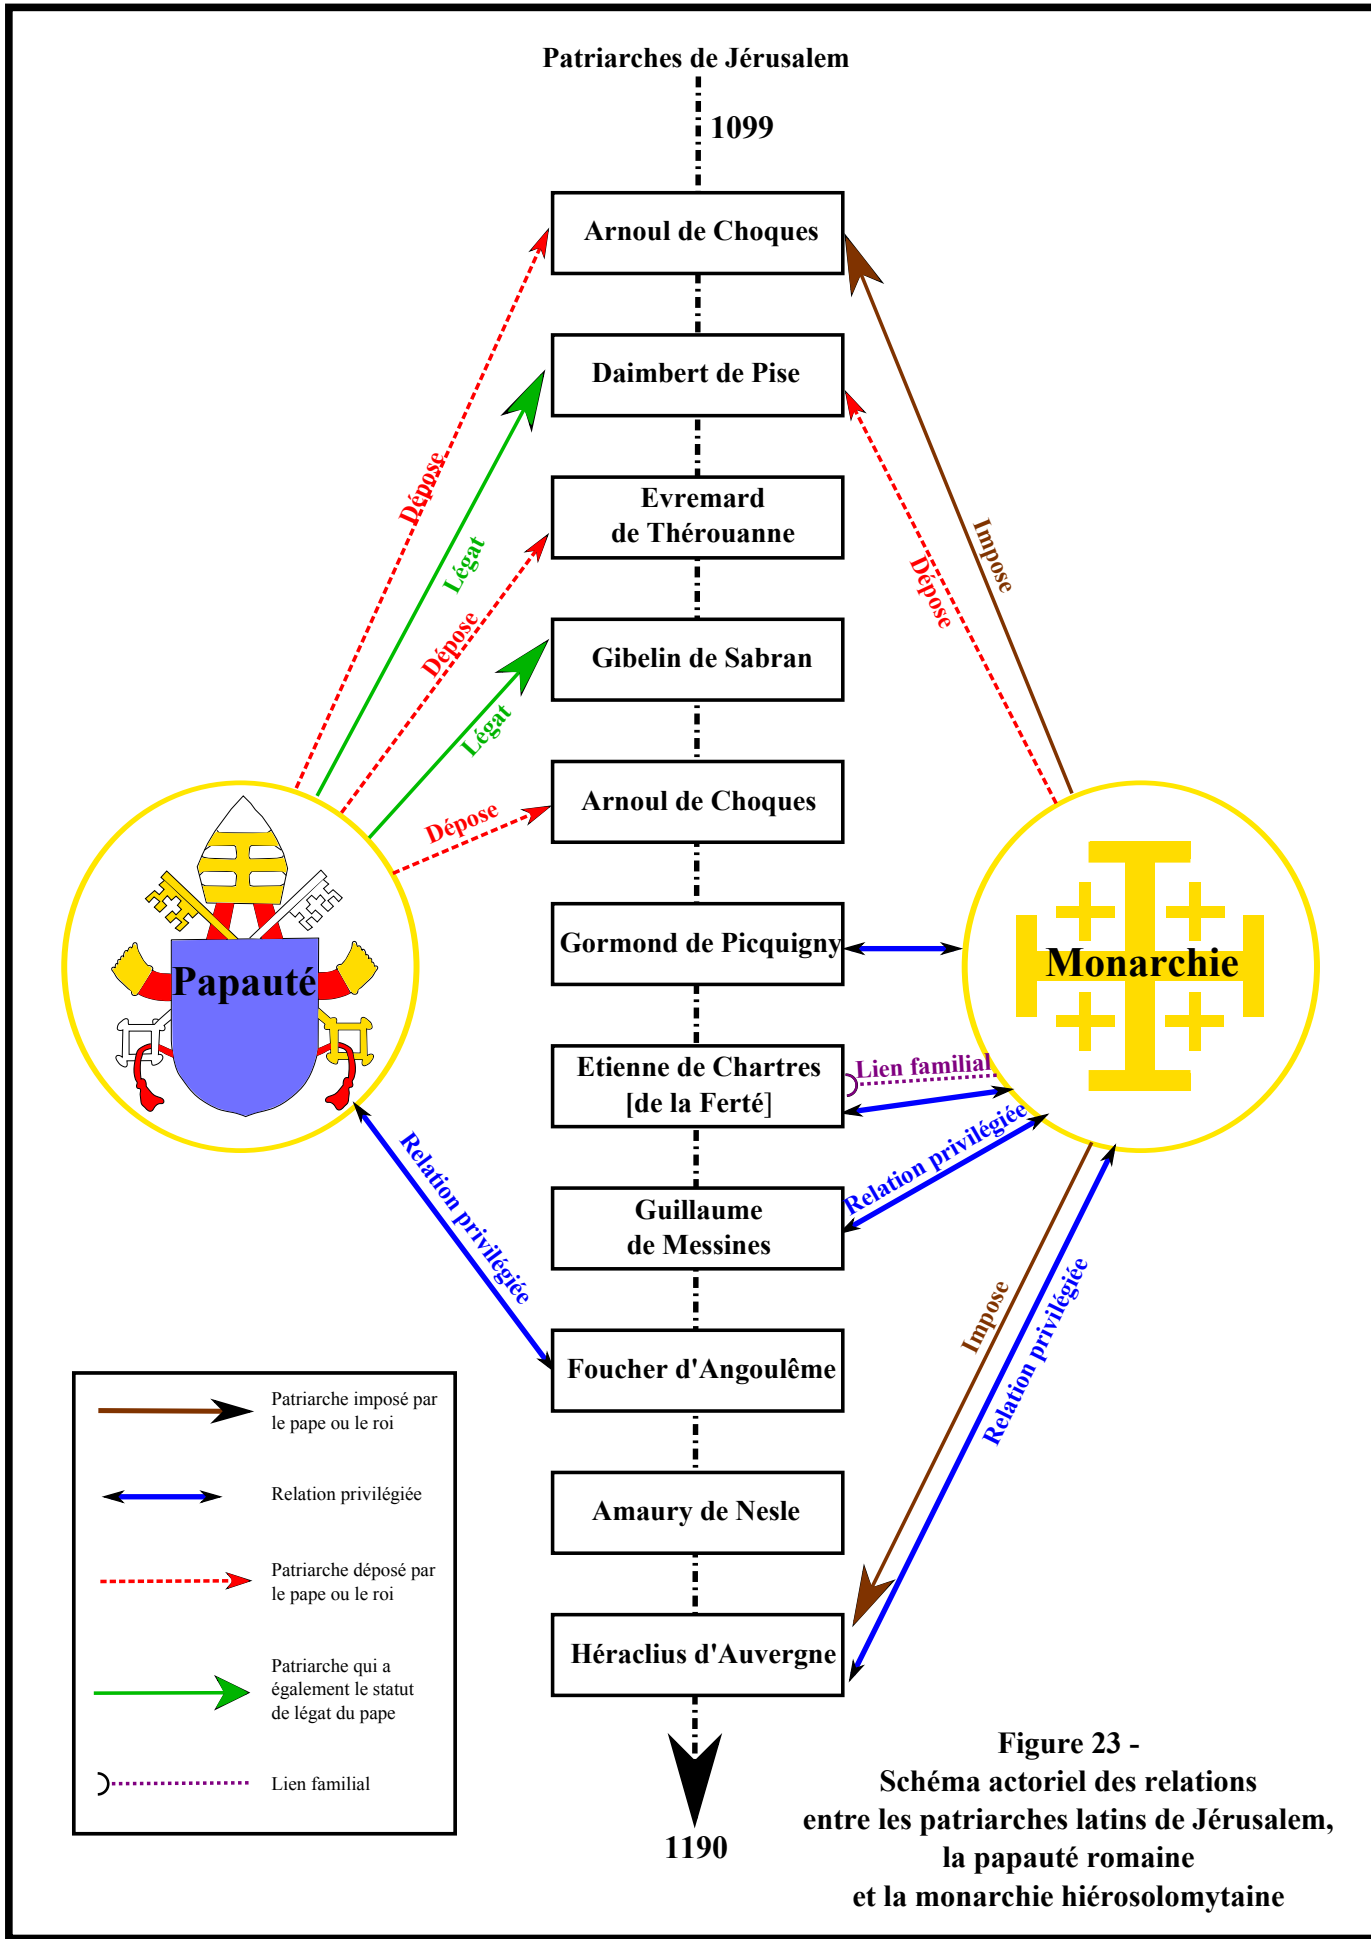 Patriarches de Jérusalem
1099
Arnoul de Choques
Daimbert de Pise
Evremard
de Thérouanne
Gibelin de Sabran
Arnoul de Choques
Gormond de Picquigny
Etienne de Chartres
[de la Ferté]
Guillaume
de Messines
Foucher d'Angoulême
Amaury de Nesle
Héraclius d'Auvergne
1190
Dépose
Légat
Dépose
Légat
Dépose
Papauté
Relation privilégiée
Impose
Dépose
Monarchie
Lien familial
Relation privilégiée
Impose
Relation privilégiée
Patriarche imposé par
le pape ou le roi
Relation privilégiée
Patriarche déposé par
le pape ou le roi
Patriarche qui a
également le statut
de légat du pape
Lien familial
Figure 23 -
Schéma actoriel des relations
entre les patriarches latins de Jérusalem,
la papauté romaine
et la monarchie hiérosolomytaine